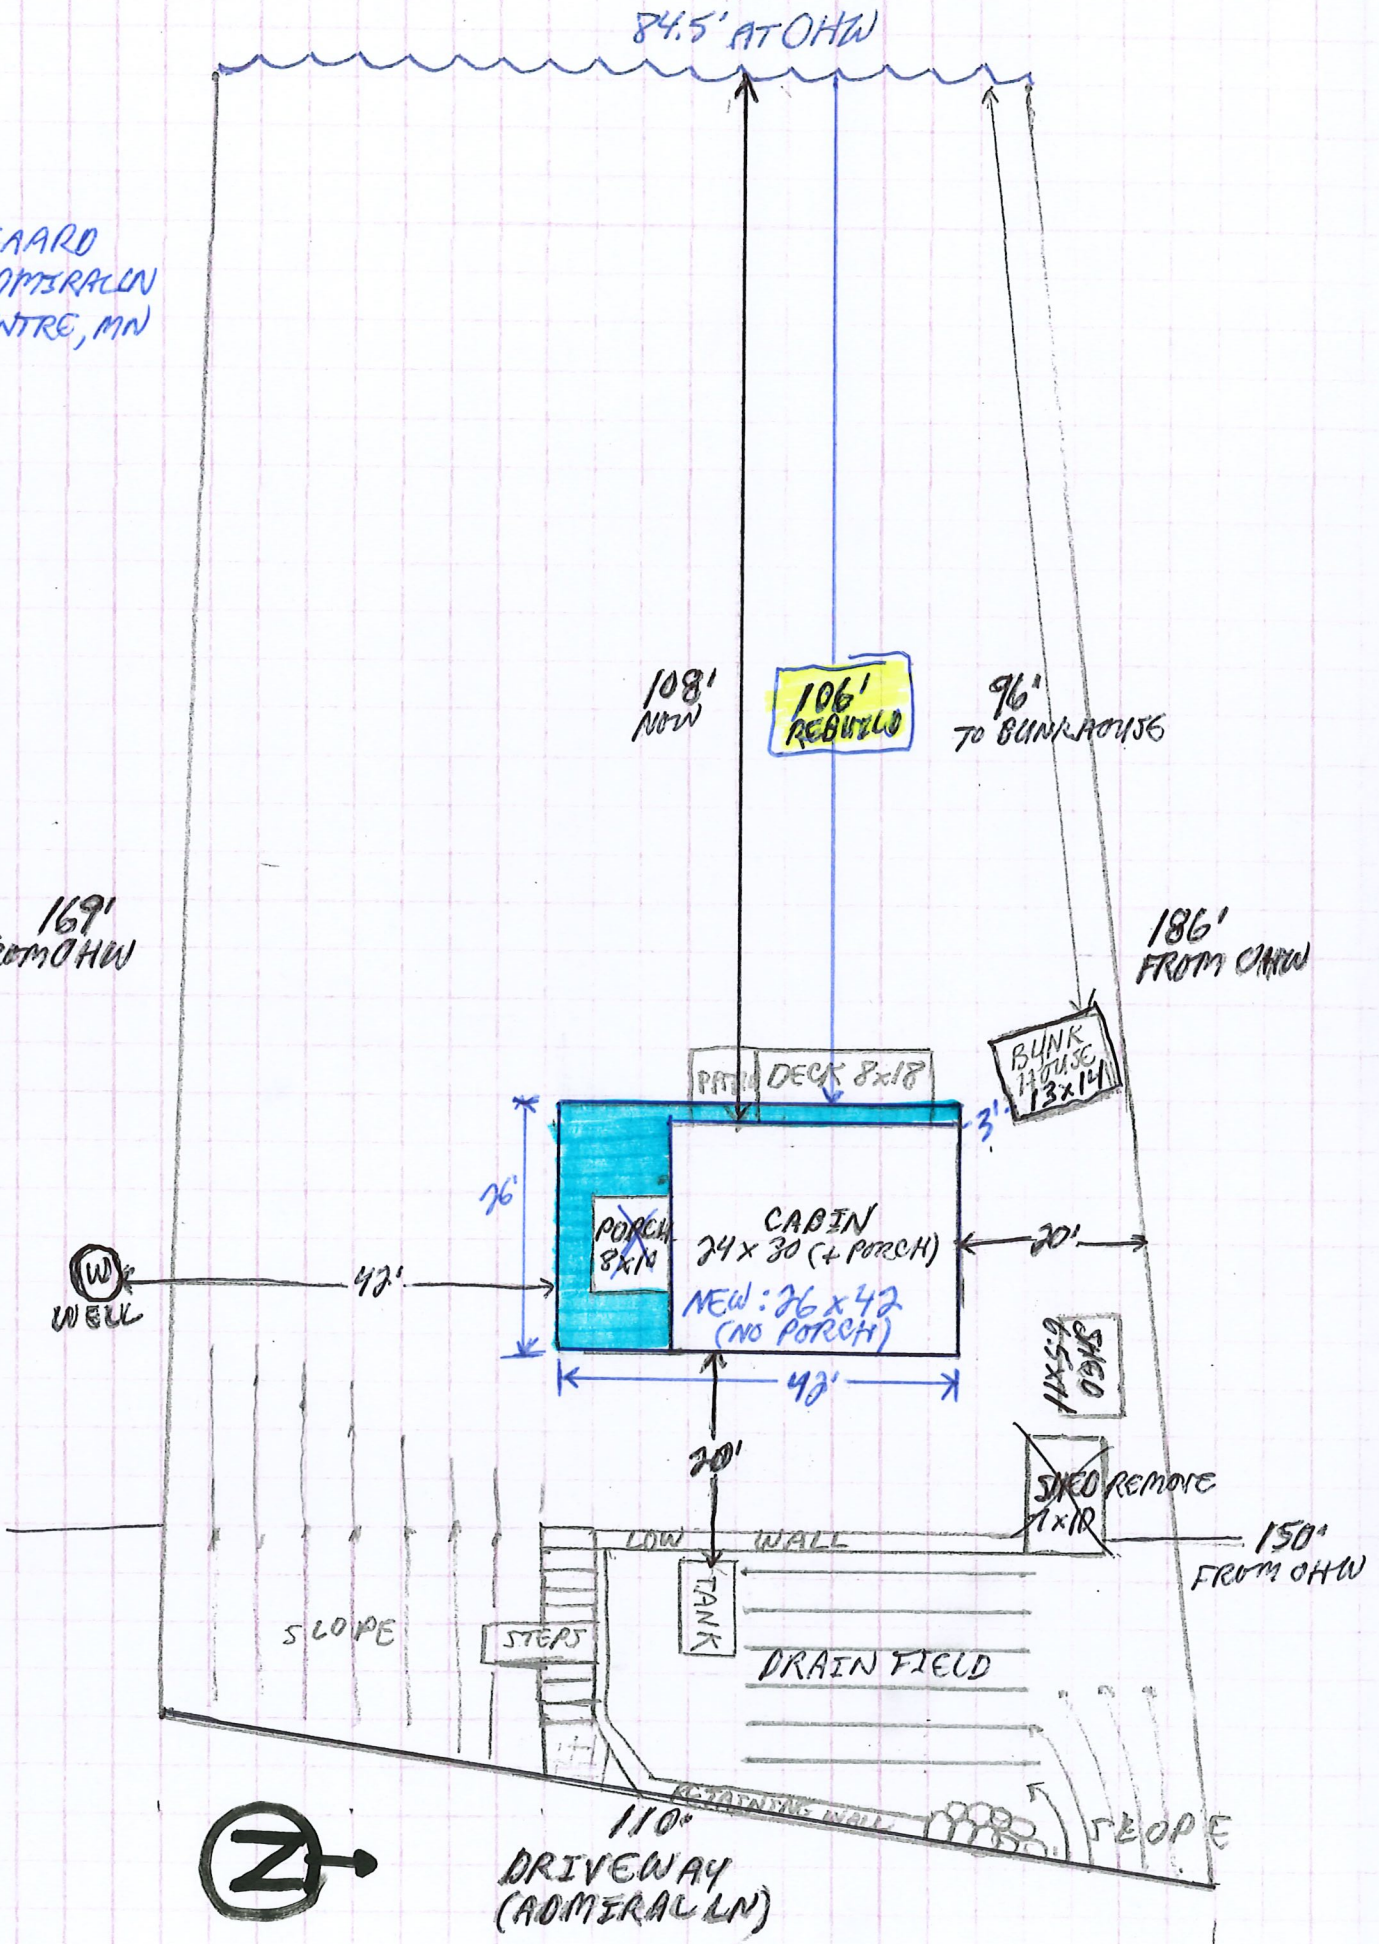 84.5' AT OHW
AARD
ADMIRAL LN
NTRE, MN
108'
NOW
106'
REBUILD
96'
TO BUNKHOUSE
169'
FROM OHW
186'
FROM OHW
BUNK
HOUSE
13x14
PATIO
DECK 8x18
3'
26'
PORCH
CABIN
24 x 30 (+ PORCH)
NEW: 26 x 42
(NO PORCH)
20'
W
WELL
42'
42'
SHED
6.5x11
20'
SHED REMOVE
150'
FROM OHW
LOW WALL
TANK
SLOPE
STEPS
DRAIN FIELD
RETAINING WALL
SLOPE
110'
DRIVEWAY
(ADMIRAL LN)
N